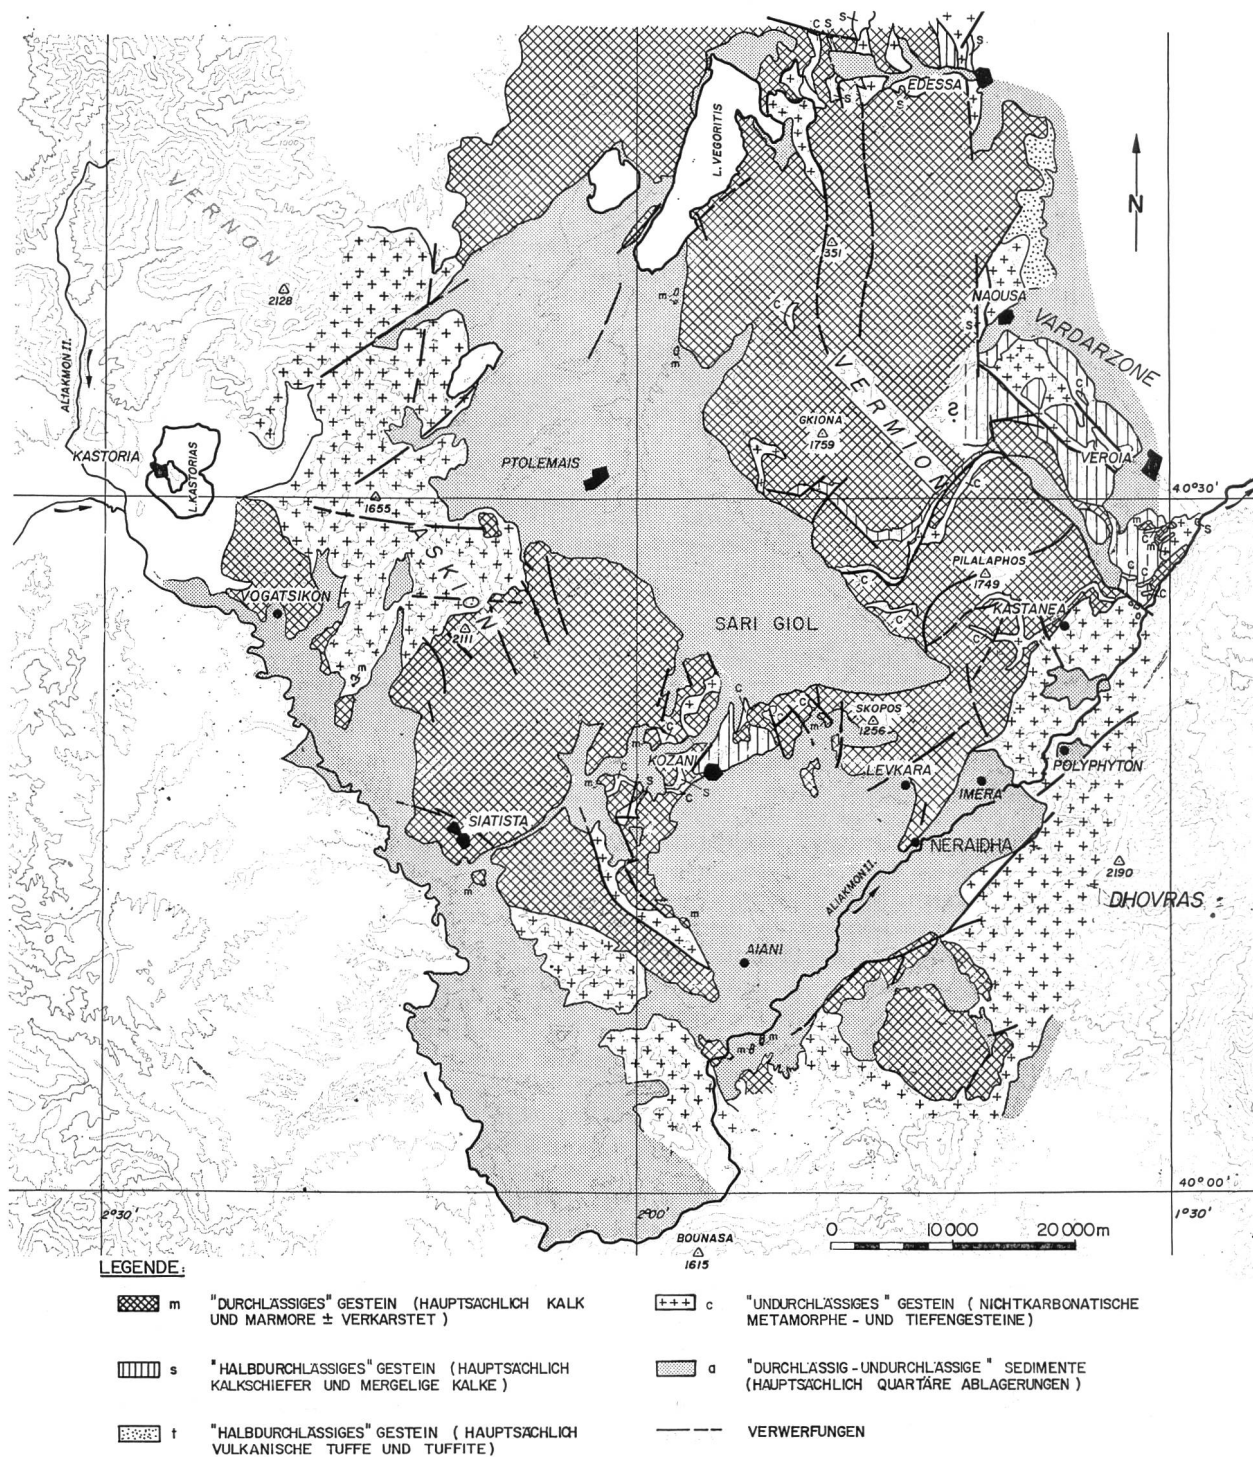 C S
S
S
EDESSA
S
S
L. VEGORITIS
VERNON
N
351
2128
m
C
NAOUSA
S
VARDARZONE
ALIAKMON II.
m
VERMION
C
S.
GKIONA
1759
KASTORIA
PTOLEMAIS
VEROIA
L. KASTORIAS
C
40°30'
1655
ASKION
m
S
C
m
PILALAPHOS
1749
C
C
C
VOGATSIKON
KASTANEA
SARI GIOL
2111
C
m
C
C
C
SKOPOS
1256
C
m
m
KOZANI
POLYPHYTON
C
LEVKARA
m
S
S
IMERA
C
SIATISTA
NERAIDHA
2190
m
ALIAKMON II.
DHOVRAS
m
AIANI
m
m
1000
40°00'
2°30'
2°00'
1°30'
0 10 000 20 000m
BOUNASA
1615
LEGENDE:
m "DURCHLÄSSIGES" GESTEIN (HAUPTSÄCHLICH KALK
UND MARMORE ± VERKARSTET)
c "UNDURCHLÄSSIGES" GESTEIN (NICHTKARBONATISCHE
METAMORPHE - UND TIEFENGESTEINE)
s "HALBDURCHLÄSSIGES" GESTEIN (HAUPTSÄCHLICH
KALKSCHIEFER UND MERGELIGE KALKE)
a "DURCHLÄSSIG - UNDURCHLÄSSIGE" SEDIMENTE
(HAUPTSÄCHLICH QUARTÄRE ABLAGERUNGEN)
t "HALBDURCHLÄSSIGES" GESTEIN (HAUPTSÄCHLICH
VULKANISCHE TUFFE UND TUFFITE)
VERWERFUNGEN